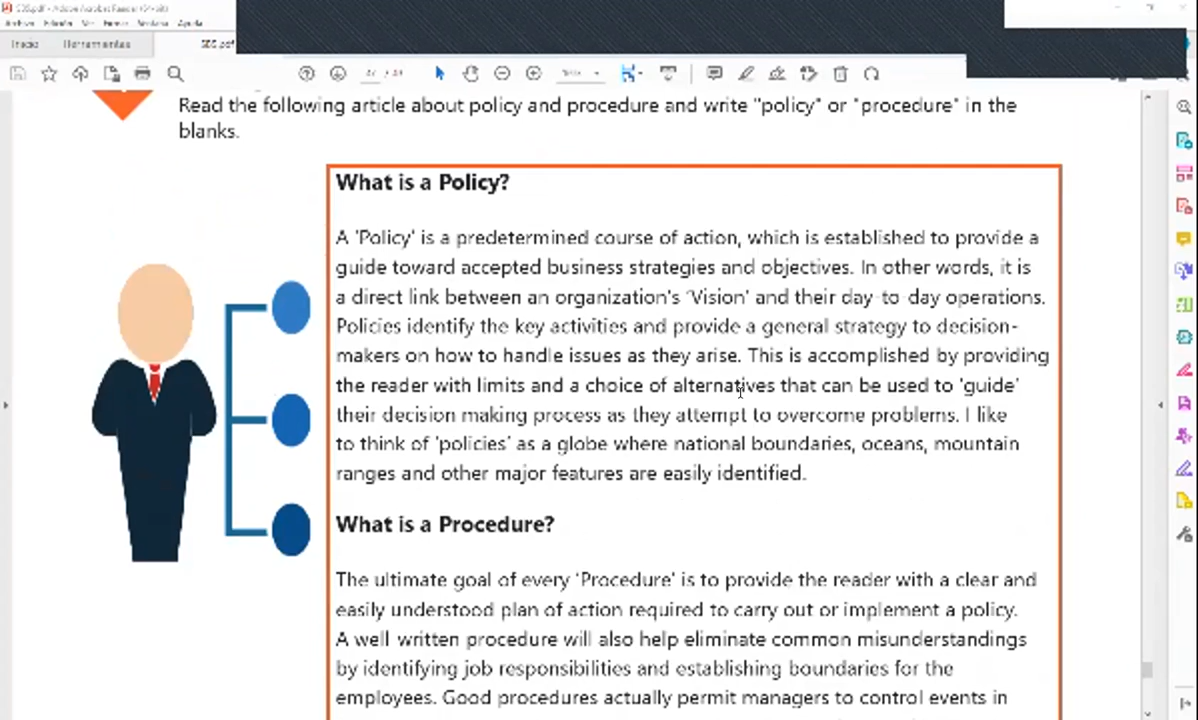 Archivo Edición Ver Ventana Ayuda
Inicio Herramientas SDS.pdf
Read the following article about policy and procedure and write "policy" or "procedure" in the
blanks.
What is a Policy?
A 'Policy' is a predetermined course of action, which is established to provide a
guide toward accepted business strategies and objectives. In other words, it is
a direct link between an organization's 'Vision' and their day-to-day operations.
Policies identify the key activities and provide a general strategy to decision-
makers on how to handle issues as they arise. This is accomplished by providing
the reader with limits and a choice of alternatives that can be used to 'guide'
their decision making process as they attempt to overcome problems. I like
to think of 'policies' as a globe where national boundaries, oceans, mountain
ranges and other major features are easily identified.
What is a Procedure?
The ultimate goal of every 'Procedure' is to provide the reader with a clear and
easily understood plan of action required to carry out or implement a policy.
A well written procedure will also help eliminate common misunderstandings
by identifying job responsibilities and establishing boundaries for the
employees. Good procedures actually permit managers to control events in